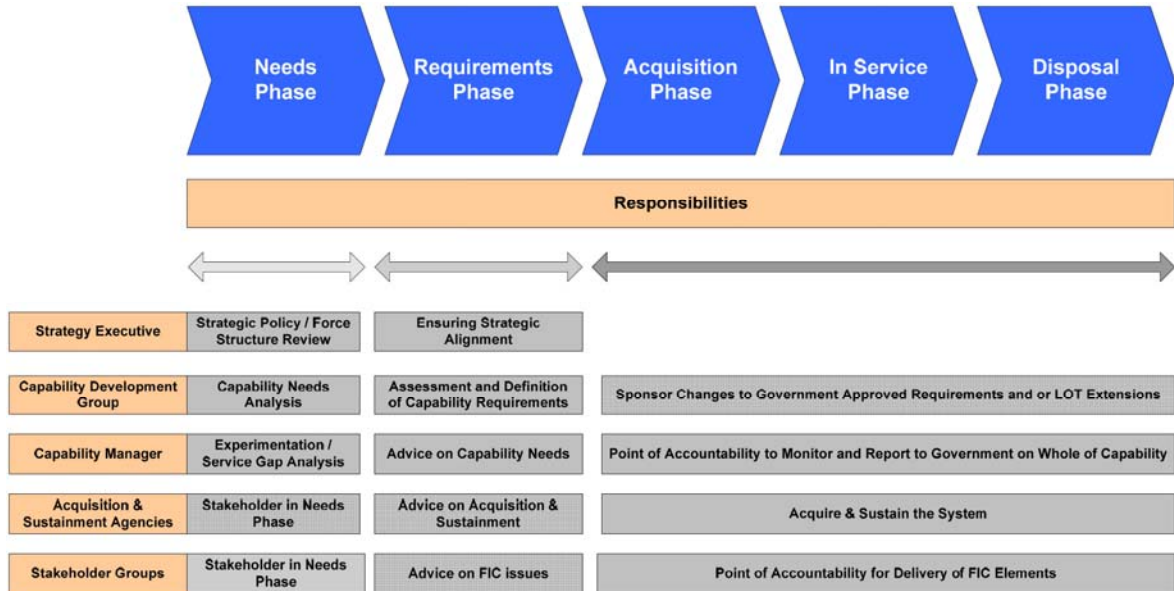 Needs
Phase
Requirements
Phase
Acquisition
Phase
In Service
Phase
Disposal
Phase
Responsibilities
Strategy Executive
Strategic Policy / Force
Structure Review
Ensuring Strategic
Alignment
Capability Development
Group
Capability Needs
Analysis
Assessment and Definition
of Capability Requirements
Sponsor Changes to Government Approved Requirements and or LOT Extensions
Capability Manager
Experimentation /
Service Gap Analysis
Advice on Capability Needs
Point of Accountability to Monitor and Report to Government on Whole of Capability
Acquisition &
Sustainment Agencies
Stakeholder in Needs
Phase
Advice on Acquisition &
Sustainment
Acquire & Sustain the System
Stakeholder Groups
Stakeholder in Needs
Phase
Advice on FIC issues
Point of Accountability for Delivery of FIC Elements